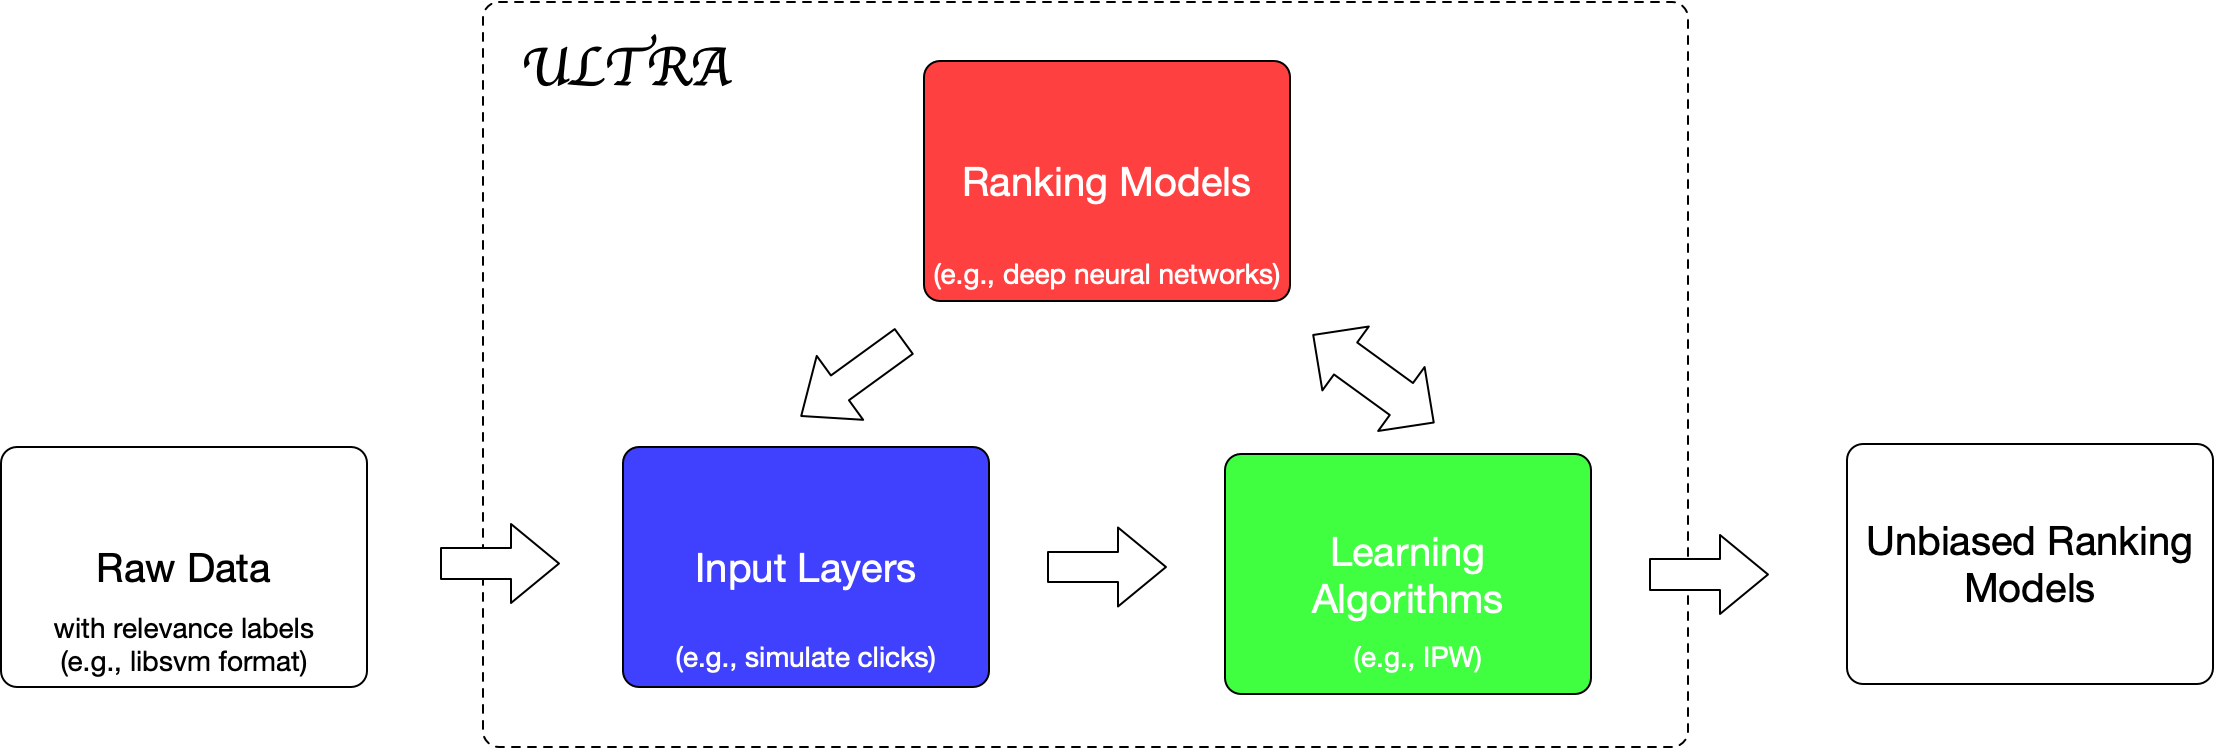 ULTRA
Ranking Models
(e.g., deep neural networks)
Raw Data
with relevance labels
(e.g., libsvm format)
Input Layers
(e.g., simulate clicks)
Learning
Algorithms
(e.g., IPW)
Unbiased Ranking
Models